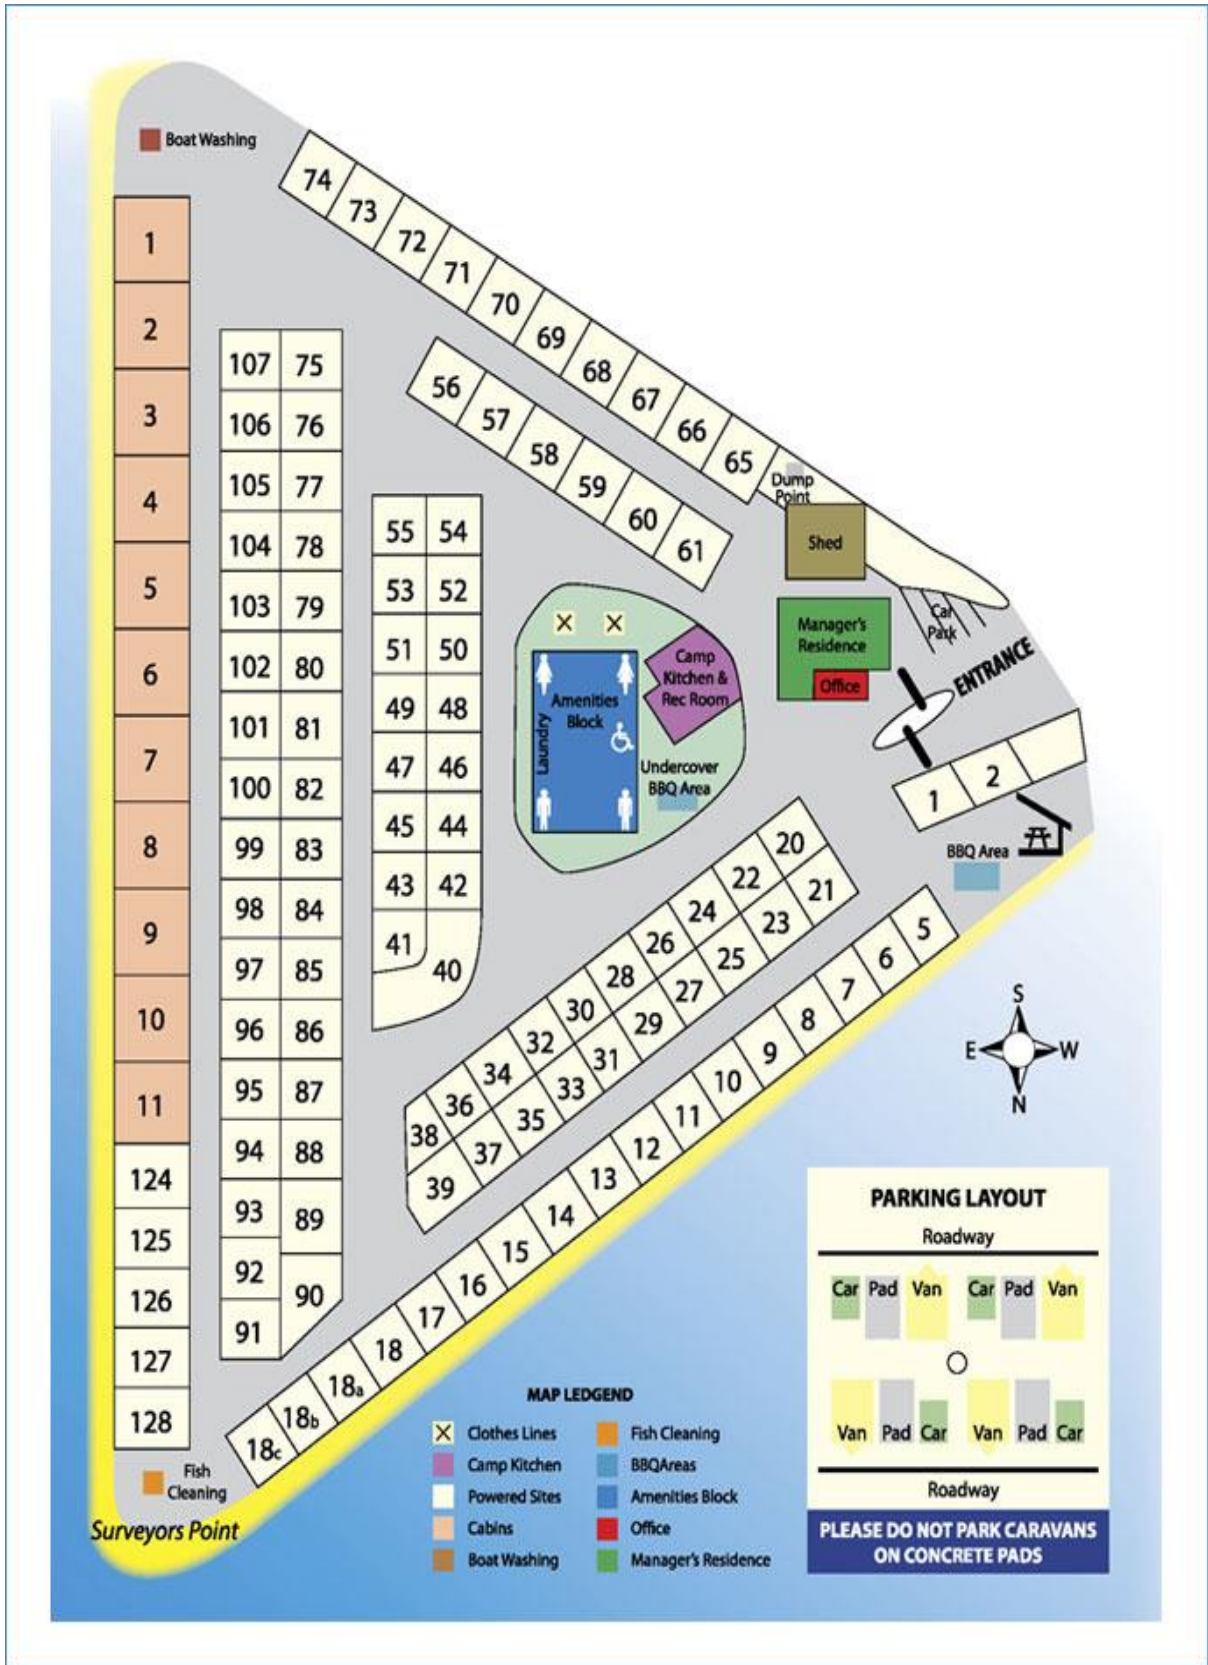 Boat Washing
74
73
72
71
70
69
68
67
66
65
1
2
3
4
5
6
7
8
9
10
11
124
125
126
127
128
107 75
106 76
105 77
104 78
103 79
102 80
101 81
100 82
99 83
98 84
97 85
96 86
95 87
94 88
93 89
92
90
91
56
57
58
59
60
61
55 54
53 52
51 50
49 48
47 46
45 44
43 42
41
40
Dump
Point
Shed
Car
Park
Manager's
Residence
Office
ENTRANCE
Camp
Kitchen &
Rec Room
Amenities
Block
Laundry
Undercover
BBQ Area
1
2
BBQ Area
20
22
21
24
23
26
25
28
27
30
29
32
31
34
33
36
35
38
37
39
5
6
7
8
9
10
11
12
13
14
15
16
17
18
18a
18b
18c
S
E W
N
Fish
Cleaning
Surveyors Point
MAP LEDGEND
Clothes Lines
Camp Kitchen
Powered Sites
Cabins
Boat Washing
Fish Cleaning
BBQAreas
Amenities Block
Office
Manager's Residence
PARKING LAYOUT
Roadway
Car Pad Van Car Pad Van
Van Pad Car Van Pad Car
Roadway
PLEASE DO NOT PARK CARAVANS
ON CONCRETE PADS